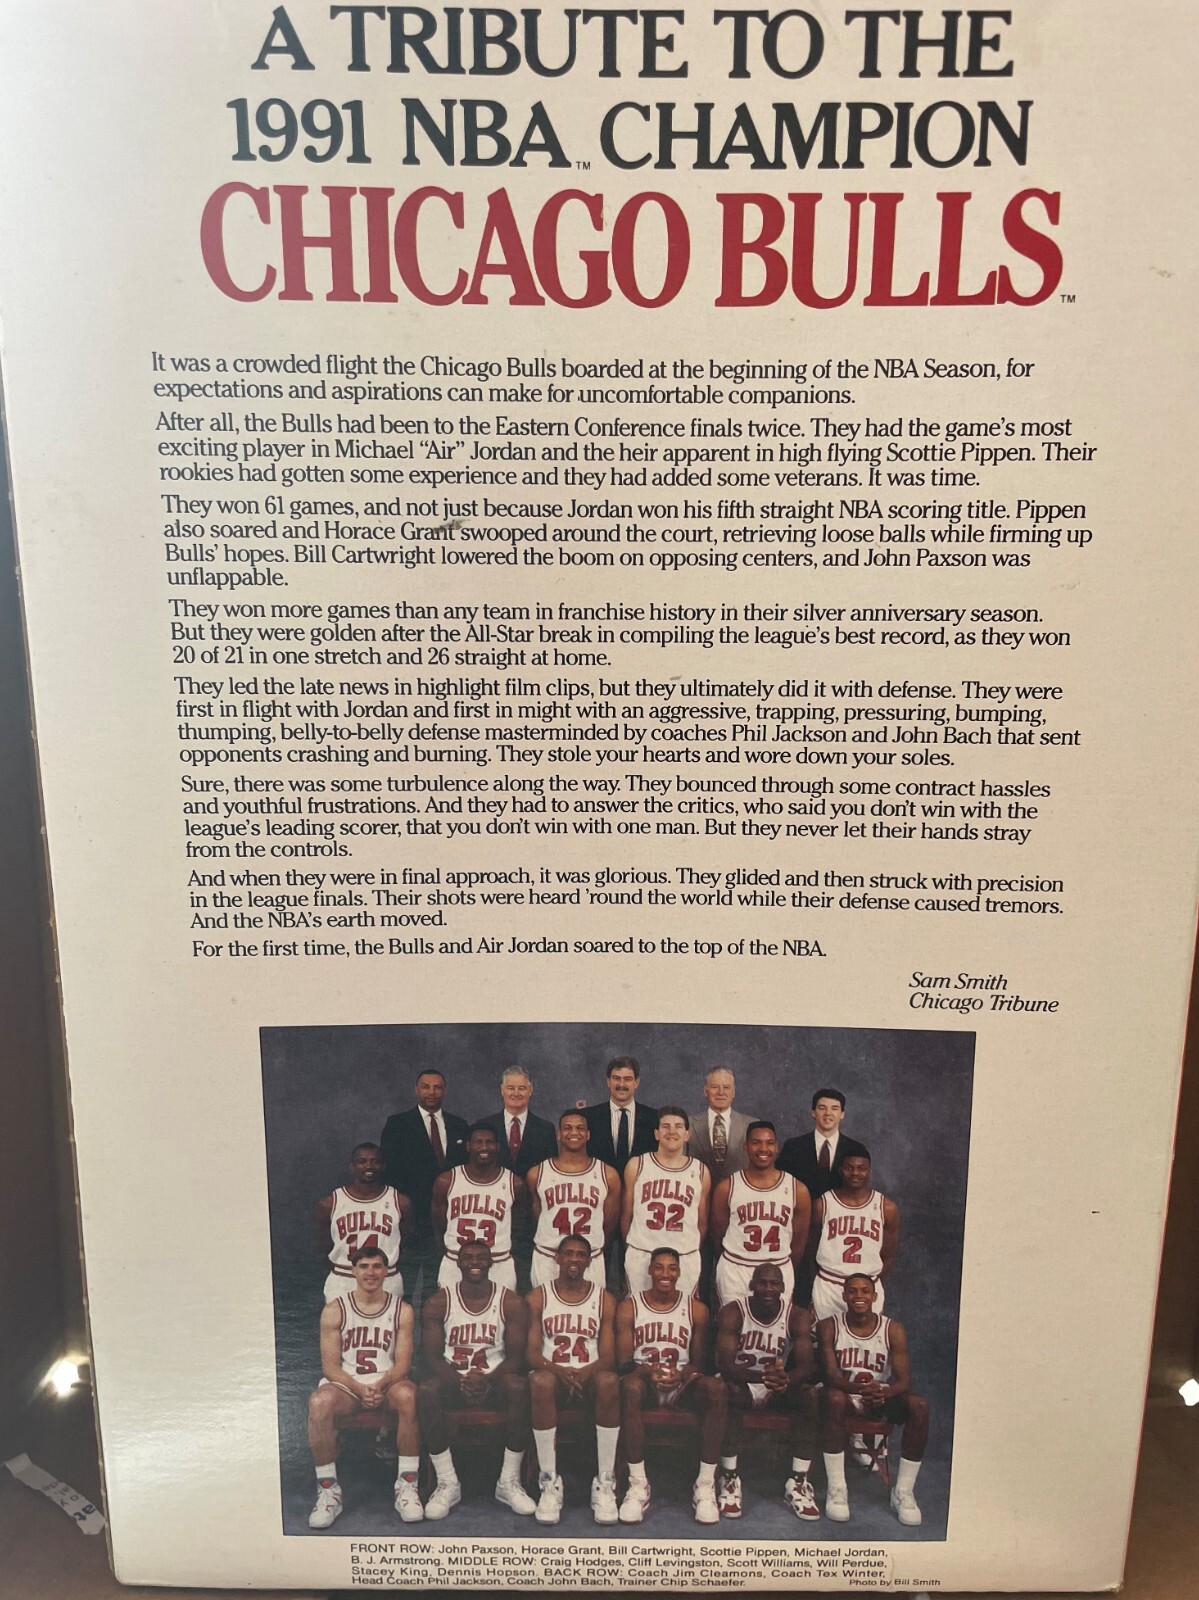 A TRIBUTE TO THE
1991 NBA™ CHAMPION
CHICAGO BULLS™
It was a crowded flight the Chicago Bulls boarded at the beginning of the NBA Season, for
expectations and aspirations can make for uncomfortable companions.
After all, the Bulls had been to the Eastern Conference finals twice. They had the game's most
exciting player in Michael “Air” Jordan and the heir apparent in high flying Scottie Pippen. Their
rookies had gotten some experience and they had added some veterans. It was time.
They won 61 games, and not just because Jordan won his fifth straight NBA scoring title. Pippen
also soared and Horace Grant swooped around the court, retrieving loose balls while firming up
Bulls' hopes. Bill Cartwright lowered the boom on opposing centers, and John Paxson was
unflappable.
They won more games than any team in franchise history in their silver anniversary season.
But they were golden after the All-Star break in compiling the league's best record, as they won
20 of 21 in one stretch and 26 straight at home.
They led the late news in highlight film clips, but they ultimately did it with defense. They were
first in flight with Jordan and first in might with an aggressive, trapping, pressuring, bumping,
thumping, belly-to-belly defense masterminded by coaches Phil Jackson and John Bach that sent
opponents crashing and burning. They stole your hearts and wore down your soles.
Sure, there was some turbulence along the way. They bounced through some contract hassles
and youthful frustrations. And they had to answer the critics, who said you don't win with the
league's leading scorer, that you don't win with one man. But they never let their hands stray
from the controls.
And when they were in final approach, it was glorious. They glided and then struck with precision
in the league finals. Their shots were heard 'round the world while their defense caused tremors.
And the NBA's earth moved.
For the first time, the Bulls and Air Jordan soared to the top of the NBA.
Sam Smith
Chicago Tribune
BULLS 14
BULLS 53
BULLS 42
BULLS 32
BULLS 34
BULLS 2
BULLS 5
BULLS 54
BULLS 24
BULLS 33
BULLS 23
BULLS
FRONT ROW: John Paxson, Horace Grant, Bill Cartwright, Scottie Pippen, Michael Jordan,
B. J. Armstrong. MIDDLE ROW: Craig Hodges, Cliff Levingston, Scott Williams, Will Perdue,
Stacey King, Dennis Hopson. BACK ROW: Coach Jim Cleamons, Coach Tex Winter,
Head Coach Phil Jackson, Coach John Bach, Trainer Chip Schaefer.
Photo by Bill Smith